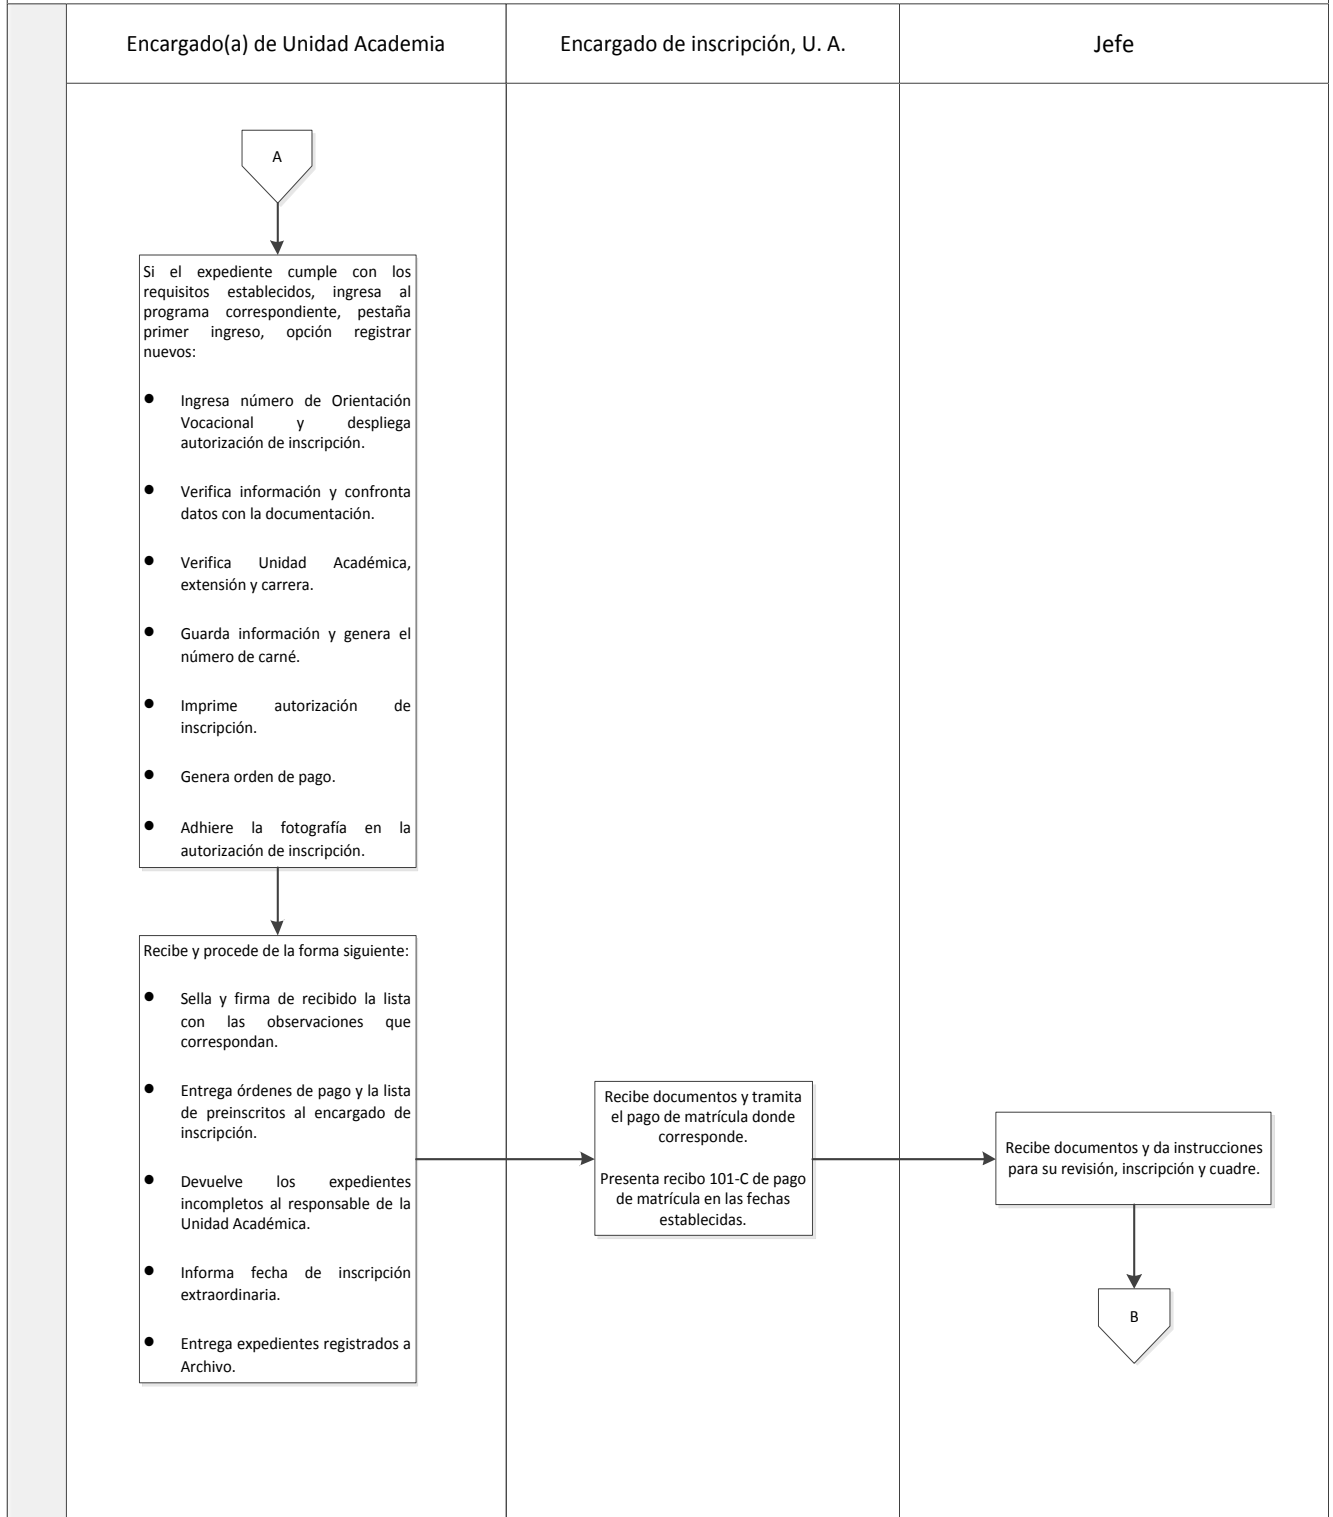 Encargado(a) de Unidad Academia
Encargado de inscripción, U. A.
Jefe
A
Si el expediente cumple con los
requisitos establecidos, ingresa al
programa correspondiente, pestaña
primer ingreso, opción registrar
nuevos:
● Ingresa número de Orientación
Vocacional y despliega
autorización de inscripción.
● Verifica información y confronta
datos con la documentación.
● Verifica Unidad Académica,
extensión y carrera.
● Guarda información y genera el
número de carné.
● Imprime autorización de
inscripción.
● Genera orden de pago.
● Adhiere la fotografía en la
autorización de inscripción.
Recibe y procede de la forma siguiente:
● Sella y firma de recibido la lista
con las observaciones que
correspondan.
● Entrega órdenes de pago y la lista
de preinscritos al encargado de
inscripción.
● Devuelve los expedientes
incompletos al responsable de la
Unidad Académica.
● Informa fecha de inscripción
extraordinaria.
● Entrega expedientes registrados a
Archivo.
Recibe documentos y tramita
el pago de matrícula donde
corresponde.
Presenta recibo 101-C de pago
de matrícula en las fechas
establecidas.
Recibe documentos y da instrucciones
para su revisión, inscripción y cuadre.
B